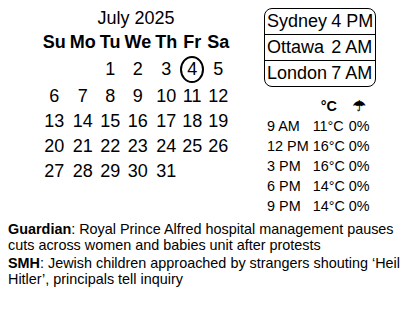 July 2025
Su Mo Tu We Th Fr Sa
1 2 3 4 5
6 7 8 9 10 11 12
13 14 15 16 17 18 19
20 21 22 23 24 25 26
27 28 29 30 31
Sydney 4 PM
Ottawa 2 AM
London 7 AM
°C ☂
9 AM 11°C 0%
12 PM 16°C 0%
3 PM 16°C 0%
6 PM 14°C 0%
9 PM 14°C 0%
Guardian: Royal Prince Alfred hospital management pauses
cuts across women and babies unit after protests
SMH: Jewish children approached by strangers shouting ‘Heil
Hitler’, principals tell inquiry